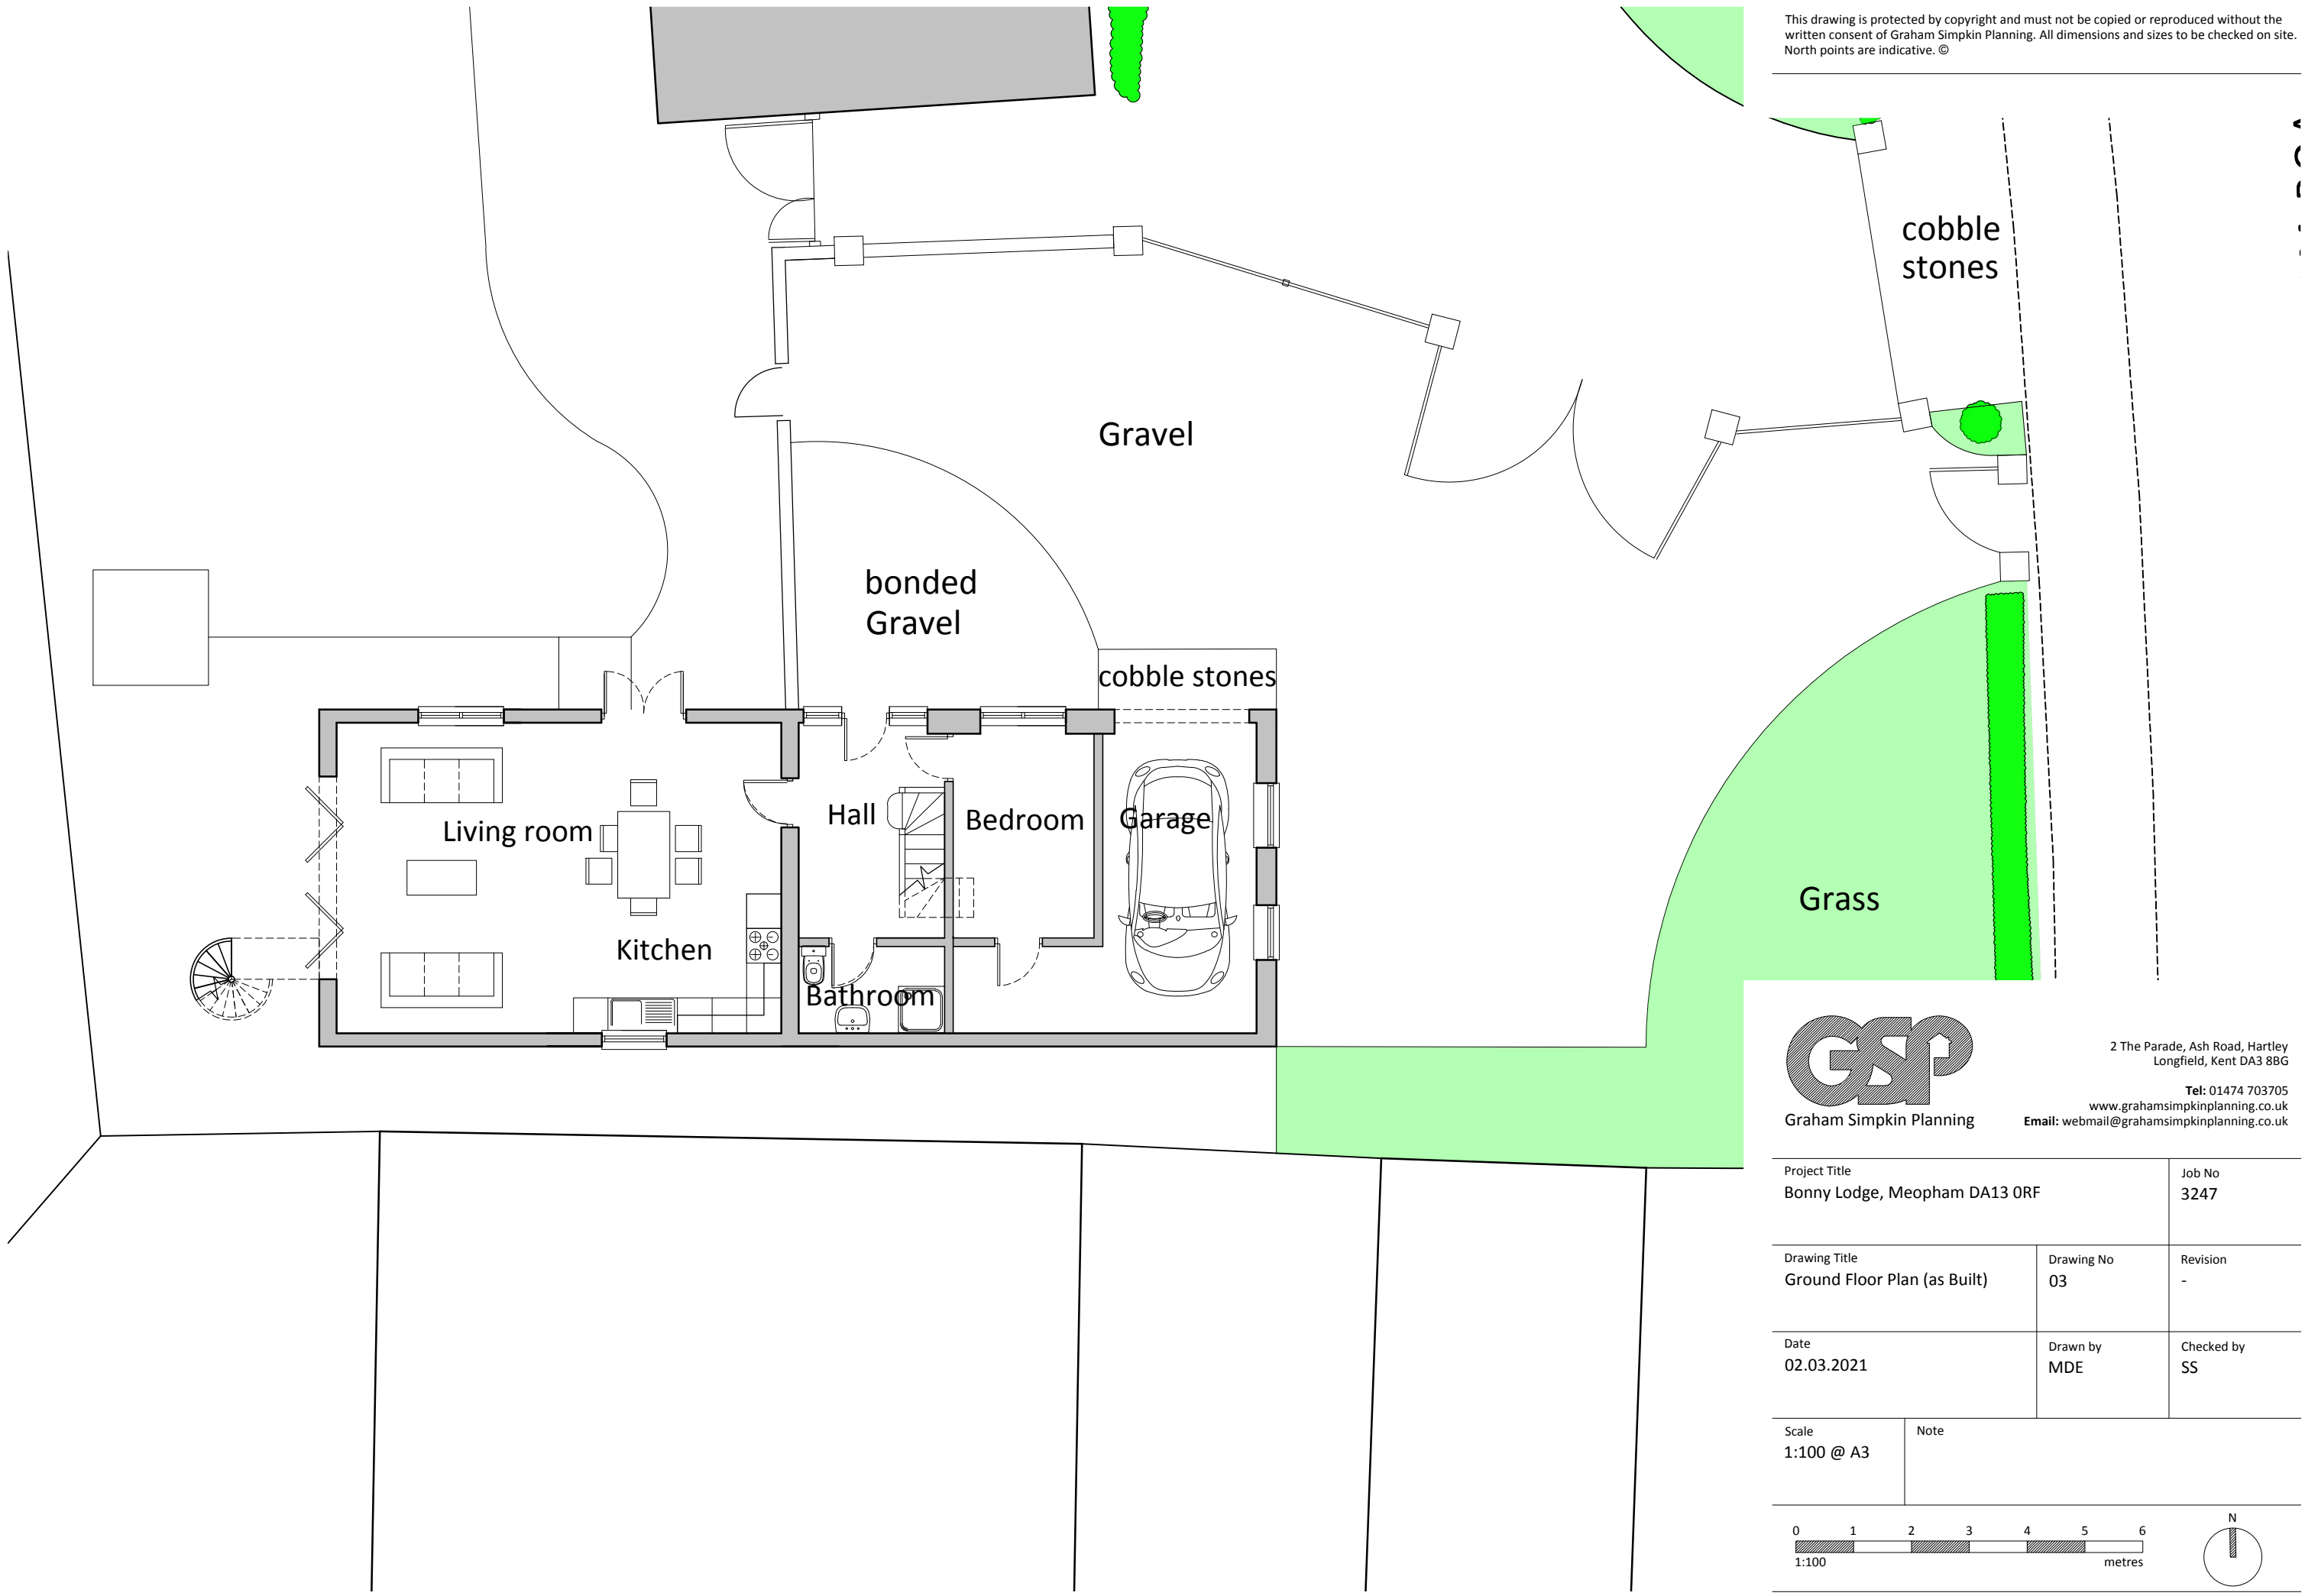 This drawing is protected by copyright and must not be copied or reproduced without the
written consent of Graham Simpkin Planning. All dimensions and sizes to be checked on site.
North points are indicative. ©
cobble
stones
Gravel
bonded
Gravel
cobble stones
Living room
Hall
Bedroom
Garage
Kitchen
Bathroom
Grass
GSP
Graham Simpkin Planning
2 The Parade, Ash Road, Hartley
Longfield, Kent DA3 8BG
Tel: 01474 703705
www.grahamsimpkinplanning.co.uk
Email: webmail@grahamsimpkinplanning.co.uk
Project Title
Bonny Lodge, Meopham DA13 0RF
Job No
3247
Drawing Title
Ground Floor Plan (as Built)
Drawing No
03
Revision
-
Date
02.03.2021
Drawn by
MDE
Checked by
SS
Scale
1:100 @ A3
Note
0 1 2 3 4 5 6
1:100 metres
N